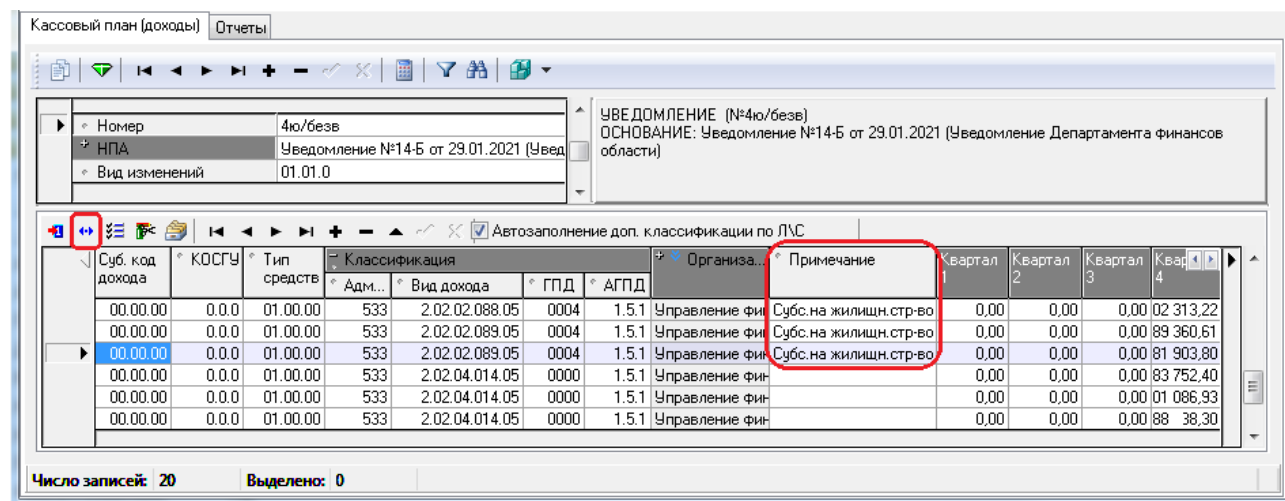 Кассовый план (доходы) Отчеты
Номер 4ю/безв
НПА Уведомление №14-Б от 29.01.2021 (Увед
Вид изменений 01.01.0
УВЕДОМЛЕНИЕ (№4ю/безв)
ОСНОВАНИЕ: Уведомление №14-Б от 29.01.2021 (Уведомление Департамента финансов
области)
Автозаполнение доп. классификации по Л\С
Суб. код дохода КОСГУ Тип средств Классификация Организа... Примечание Квартал 1 Квартал 2 Квартал 3 Квар 4
Адм... Вид дохода ГПД АГПД
00.00.00 0.0.0 01.00.00 533 2.02.02.088.05 0004 1.5.1 Управление фин Субс.на жилищн.стр-во 0,00 0,00 0,00 02 313,22
00.00.00 0.0.0 01.00.00 533 2.02.02.089.05 0004 1.5.1 Управление фин Субс.на жилищн.стр-во 0,00 0,00 0,00 89 360,61
00.00.00 0.0.0 01.00.00 533 2.02.02.089.05 0004 1.5.1 Управление фин Субс.на жилищн.стр-во 0,00 0,00 0,00 81 903,80
00.00.00 0.0.0 01.00.00 533 2.02.04.014.05 0000 1.5.1 Управление фин 0,00 0,00 0,00 83 752,40
00.00.00 0.0.0 01.00.00 533 2.02.04.014.05 0000 1.5.1 Управление фин 0,00 0,00 0,00 01 086,93
00.00.00 0.0.0 01.00.00 533 2.02.04.014.05 0000 1.5.1 Управление фин 0,00 0,00 0,00 88 38,30
Число записей: 20 Выделено: 0